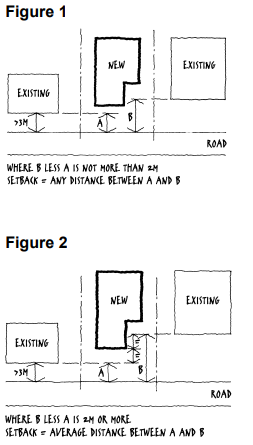 Figure 1
NEW
EXISTING
EXISTING
>3M
A
B
ROAD
WHERE B LESS A IS NOT MORE THAN 2M
SETBACK = ANY DISTANCE BETWEEN A AND B
Figure 2
NEW
EXISTING
EXISTING
>3M
A
B
ROAD
WHERE B LESS A IS 2M OR MORE
SETBACK = AVERAGE DISTANCE BETWEEN A AND B